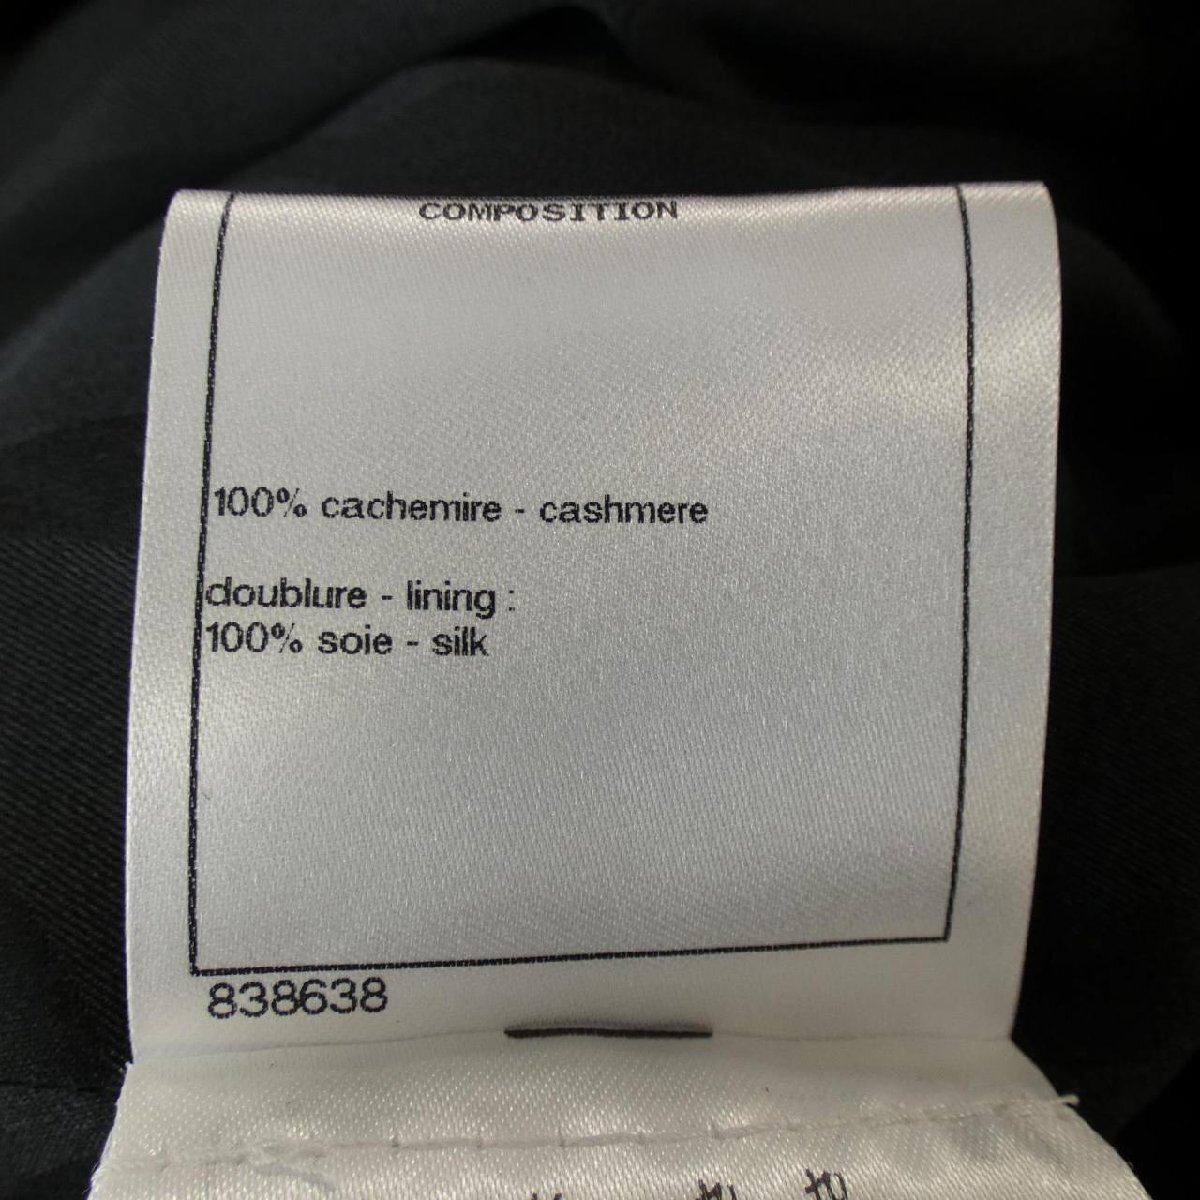 COMPOSITION
100% cachemire - cashmere
doublure - lining :
100% soie - silk
838638